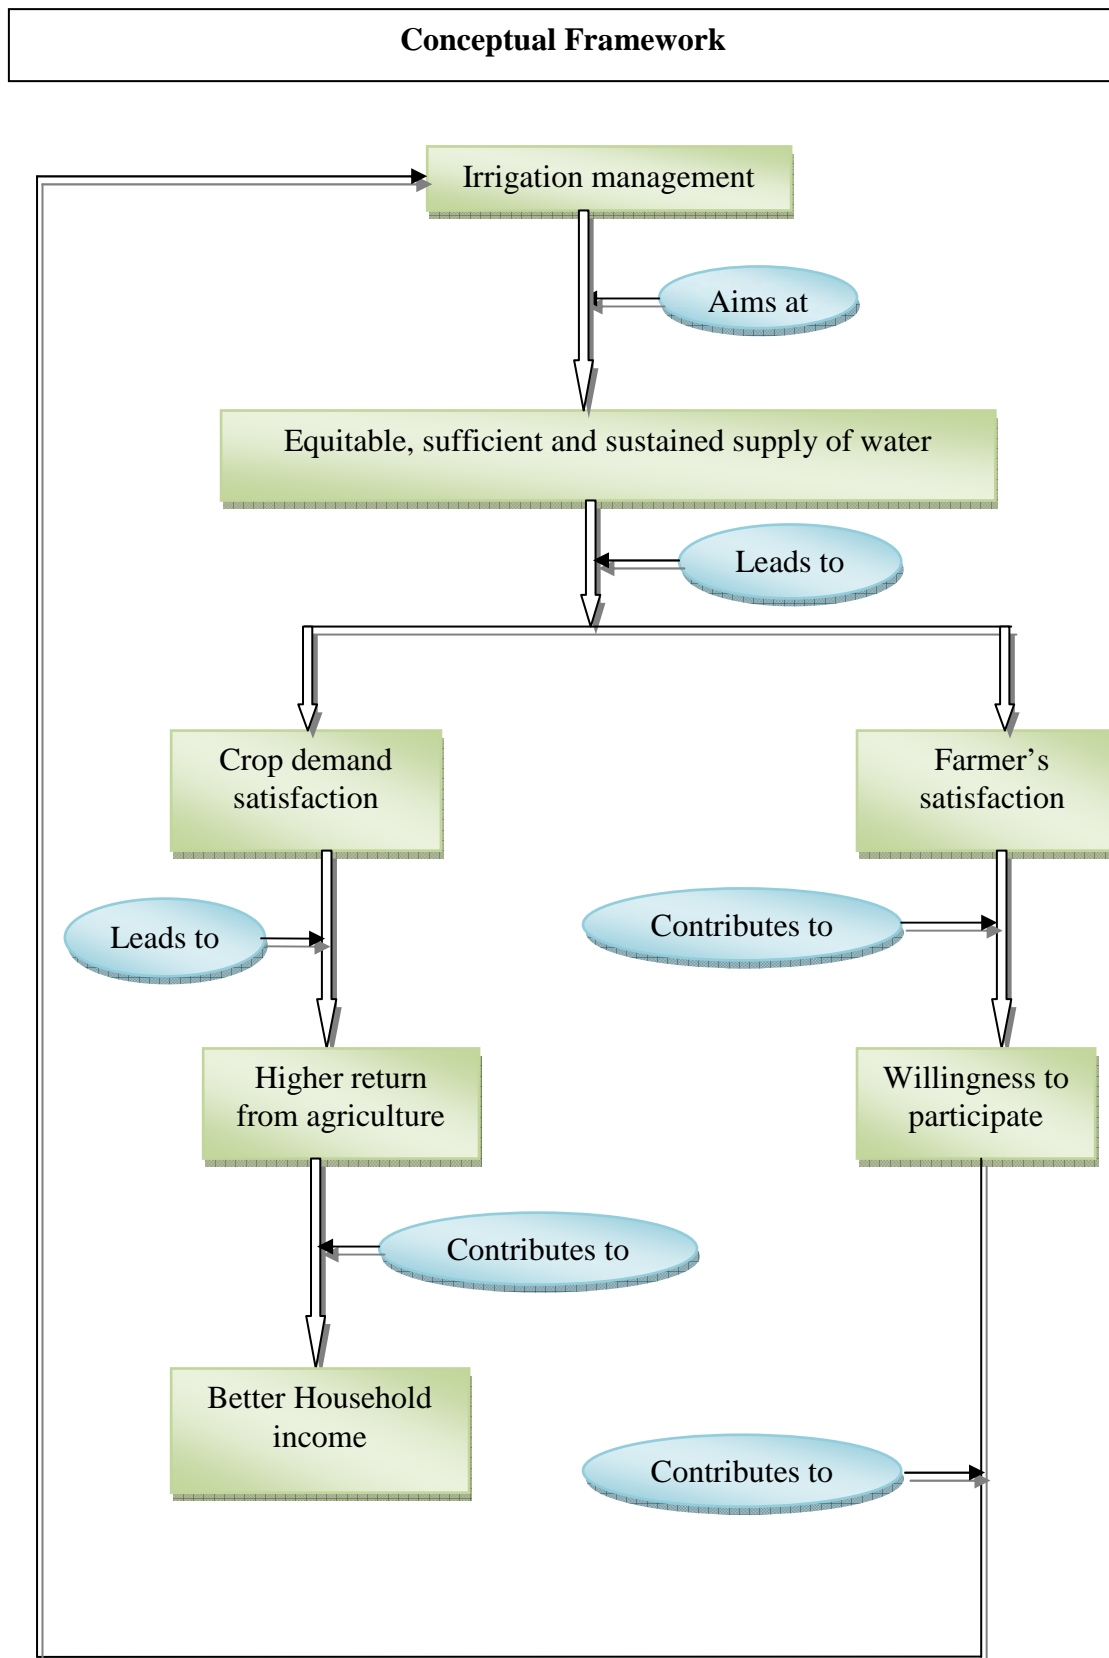 Conceptual Framework
Irrigation management
Aims at
Equitable, sufficient and sustained supply of water
Leads to
Crop demand
satisfaction
Farmer’s
satisfaction
Leads to
Contributes to
Higher return
from agriculture
Willingness to
participate
Contributes to
Better Household
income
Contributes to